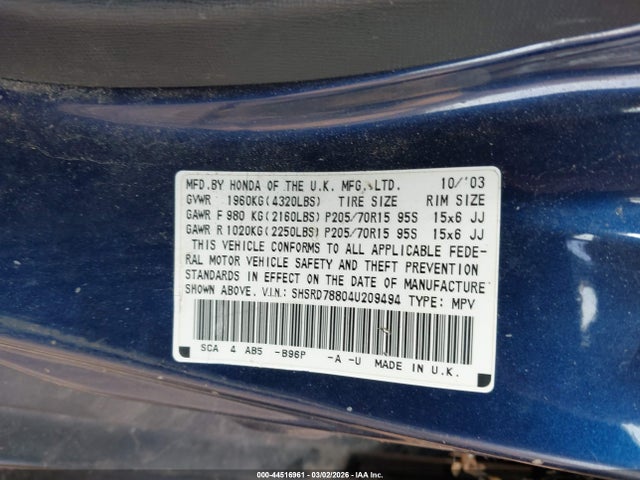 MFD.BY HONDA OF THE U.K. MFG.,LTD. 10/'03
GVWR 1960KG(4320LBS) TIRE SIZE RIM SIZE
GAWR F 980 KG(2160LBS) P205/70R15 95S 15x6 JJ
GAWR R 1020KG(2250LBS) P205/70R15 95S 15x6 JJ
THIS VEHICLE CONFORMS TO ALL APPLICABLE FEDE-
RAL MOTOR VEHICLE SAFETY AND THEFT PREVENTION
STANDARDS IN EFFECT ON THE DATE OF MANUFACTURE
SHOWN ABOVE. V.I.N.: SHSRD78804U209494 TYPE: MPV
SCA 4 AB5 -B96P -A -U MADE IN U.K.
000-44516961 | 03/02/2026 | IAA Inc.